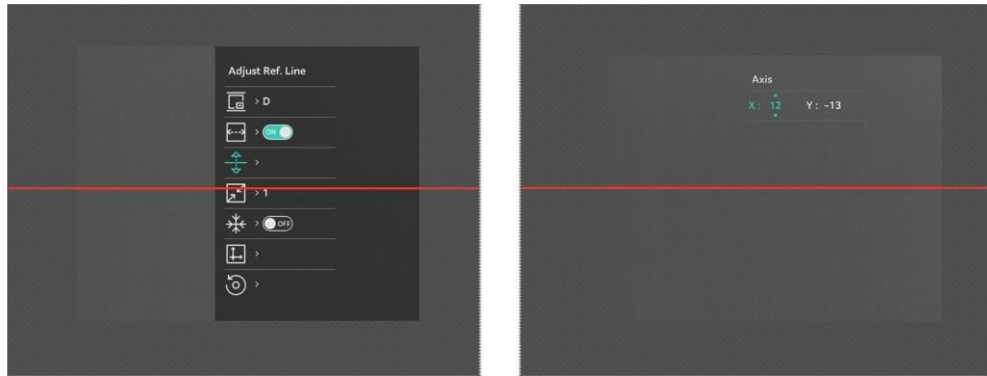 Adjust Ref. Line
> D
> ON
>
> 1
> OFF
>
>
Axis
X: 12 Y: -13